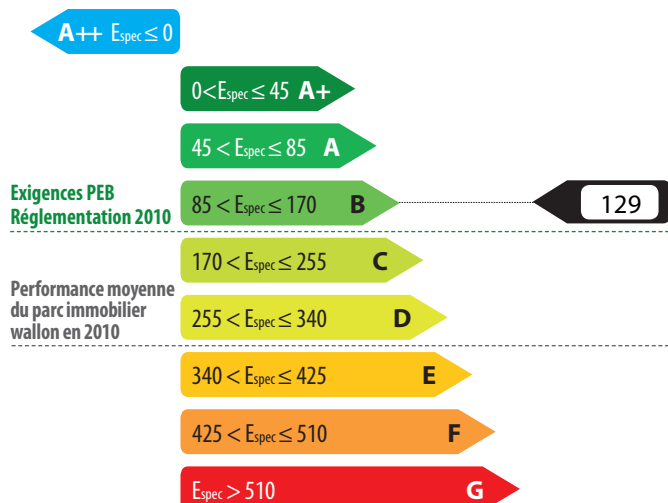 A++ Espec ≤ 0
0<Espec ≤ 45 A+
45 < Espec ≤ 85 A
Exigences PEB
Réglementation 2010
85 < Espec ≤ 170 B
129
170 < Espec ≤ 255 C
Performance moyenne
du parc immobilier
wallon en 2010
255 < Espec ≤ 340 D
340 < Espec ≤ 425 E
425 < Espec ≤ 510 F
Espec > 510 G